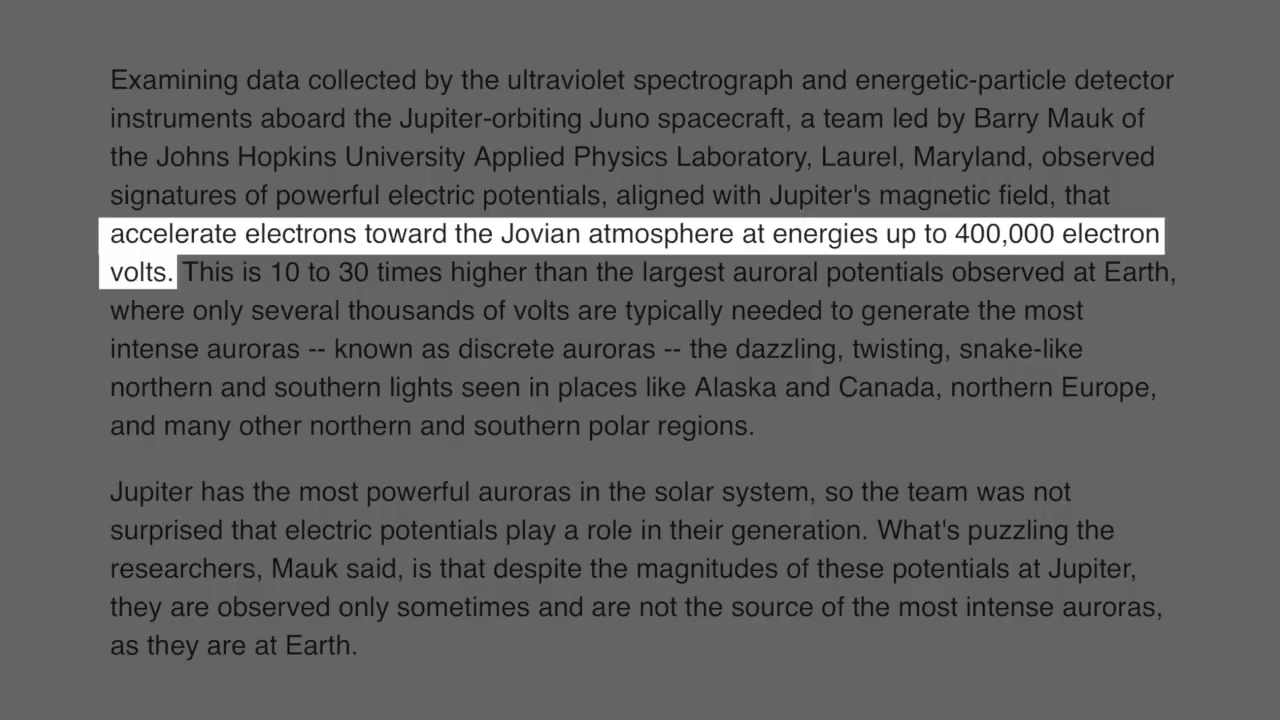 Examining data collected by the ultraviolet spectrograph and energetic-particle detector
instruments aboard the Jupiter-orbiting Juno spacecraft, a team led by Barry Mauk of
the Johns Hopkins University Applied Physics Laboratory, Laurel, Maryland, observed
signatures of powerful electric potentials, aligned with Jupiter's magnetic field, that
accelerate electrons toward the Jovian atmosphere at energies up to 400,000 electron
volts. This is 10 to 30 times higher than the largest auroral potentials observed at Earth,
where only several thousands of volts are typically needed to generate the most
intense auroras -- known as discrete auroras -- the dazzling, twisting, snake-like
northern and southern lights seen in places like Alaska and Canada, northern Europe,
and many other northern and southern polar regions.
Jupiter has the most powerful auroras in the solar system, so the team was not
surprised that electric potentials play a role in their generation. What's puzzling the
researchers, Mauk said, is that despite the magnitudes of these potentials at Jupiter,
they are observed only sometimes and are not the source of the most intense auroras,
as they are at Earth.